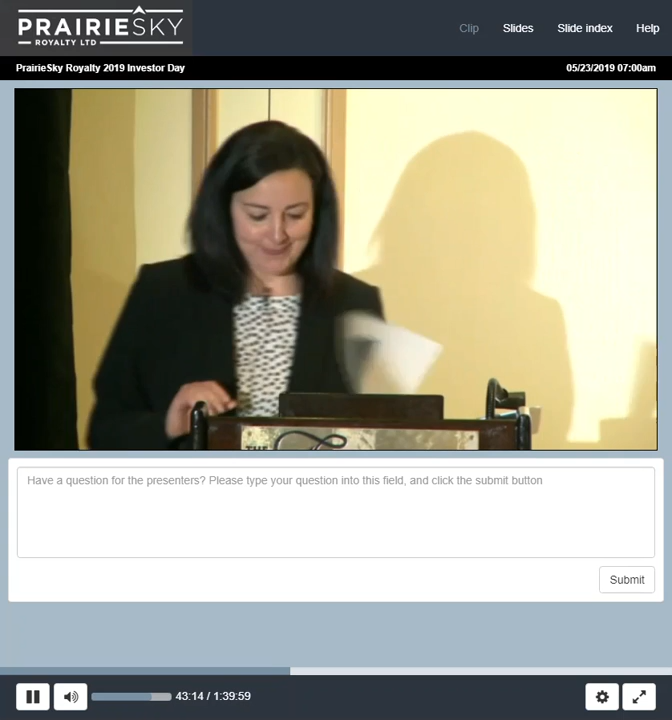 PRAIRIESKY
ROYALTY LTD
Clip
Slides
Slide index
Help
PrairieSky Royalty 2019 Investor Day
05/23/2019 07:00am
THE
Have a question for the presenters? Please type your question into this field, and click the submit button
Submit
43:14 / 1:39:59